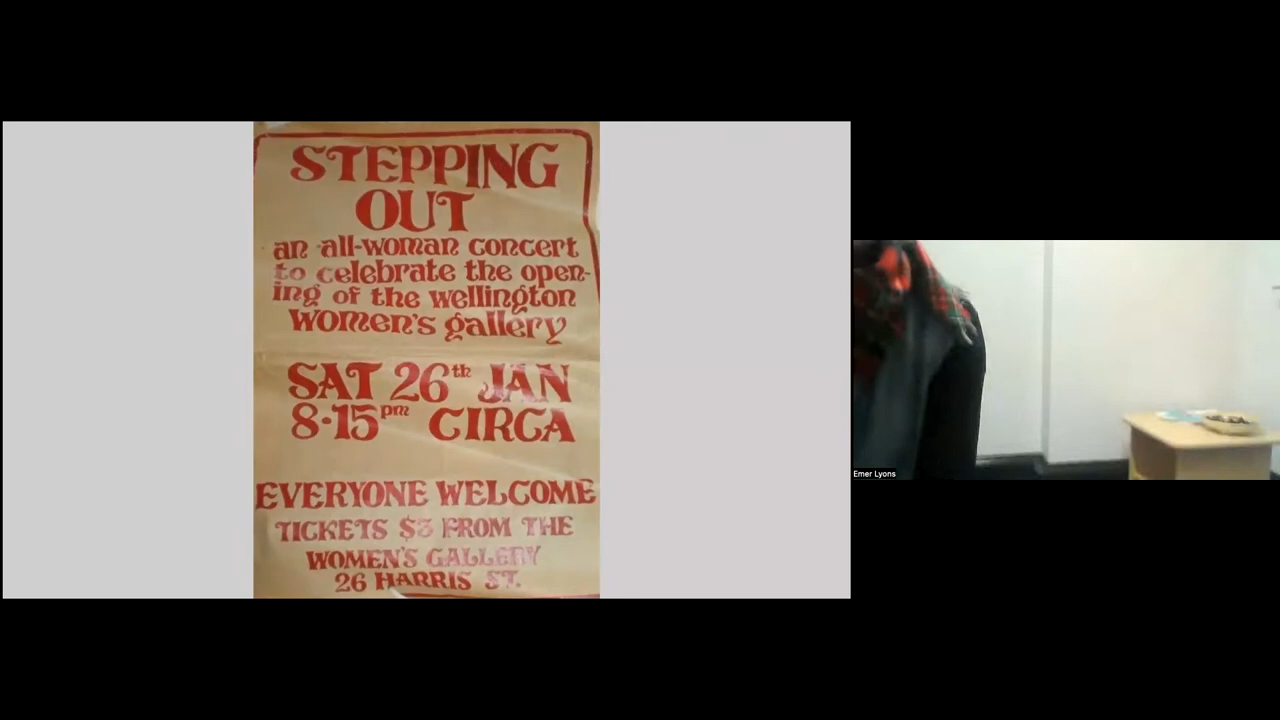 STEPPING
OUT
an all-woman concert
to celebrate the open-
ing of the wellington
women's gallery
SAT 26th JAN
8·15pm CIRCA
EVERYONE WELCOME
TICKETS $3 FROM THE
WOMEN'S GALLERY
26 HARRIS ST.
Emer Lyons